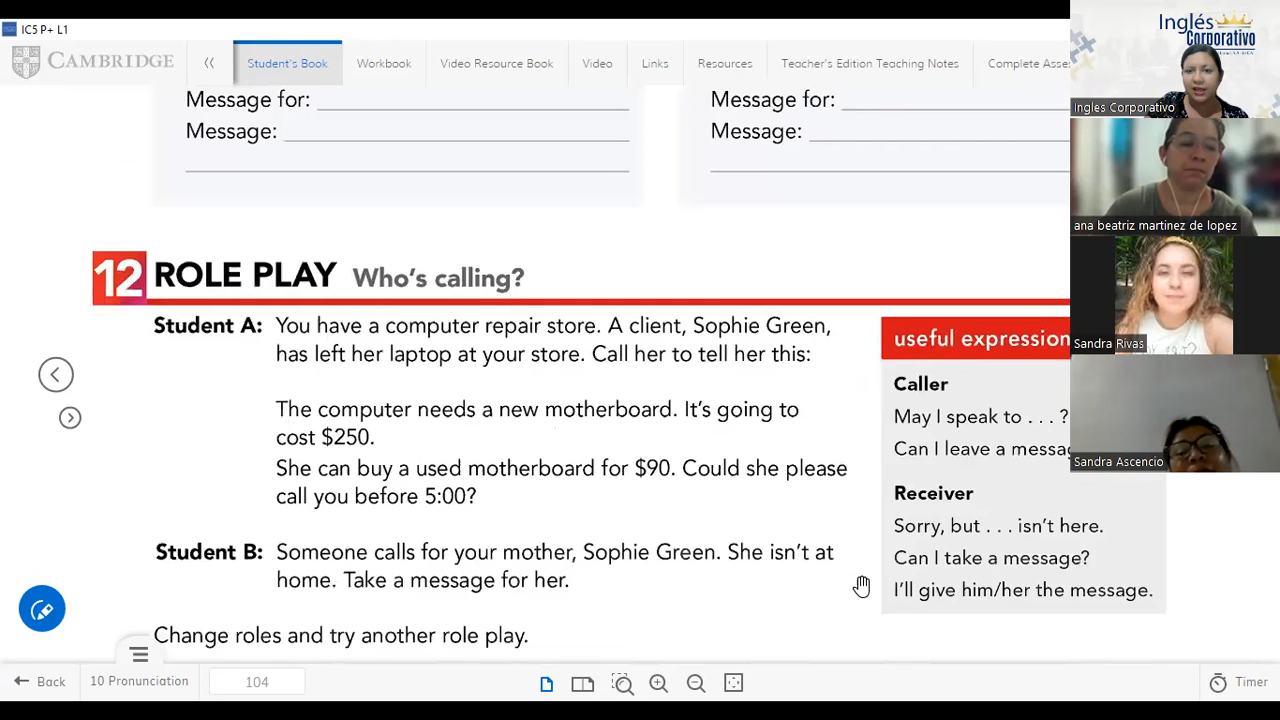 IC5 P+ L1
CAMBRIDGE
Student's Book
Workbook
Video Resou
Video
Links
Resources
Teacher's Edition Teaching Notes
Complete Asse
Inglés
Corporativo
Ingles Corporativo
ana beatriz martinez de lopez
Sandra Rivas
Sandra Ascencio
Message for:
Message:
Message for:
Message:
12 ROLE PLAY Who's calling?
Student A: You have a computer repair store. A client, Sophie Green,
has left her laptop at your store. Call her to tell her this:
The computer needs a new motherboard. It's going to
cost $250.
She can buy a used motherboard for $90. Could she please
call you before 5:00?
Student B: Someone calls for your mother, Sophie Green. She isn't at
home. Take a message for her.
Change roles and try another role play.
useful expression
Caller
May I speak to . . . ?
Can I leave a messag
Receiver
Sorry, but . . . isn't here.
Can I take a message?
I'll give him/her the message.
Back
10 Pronunciation
104
Timer